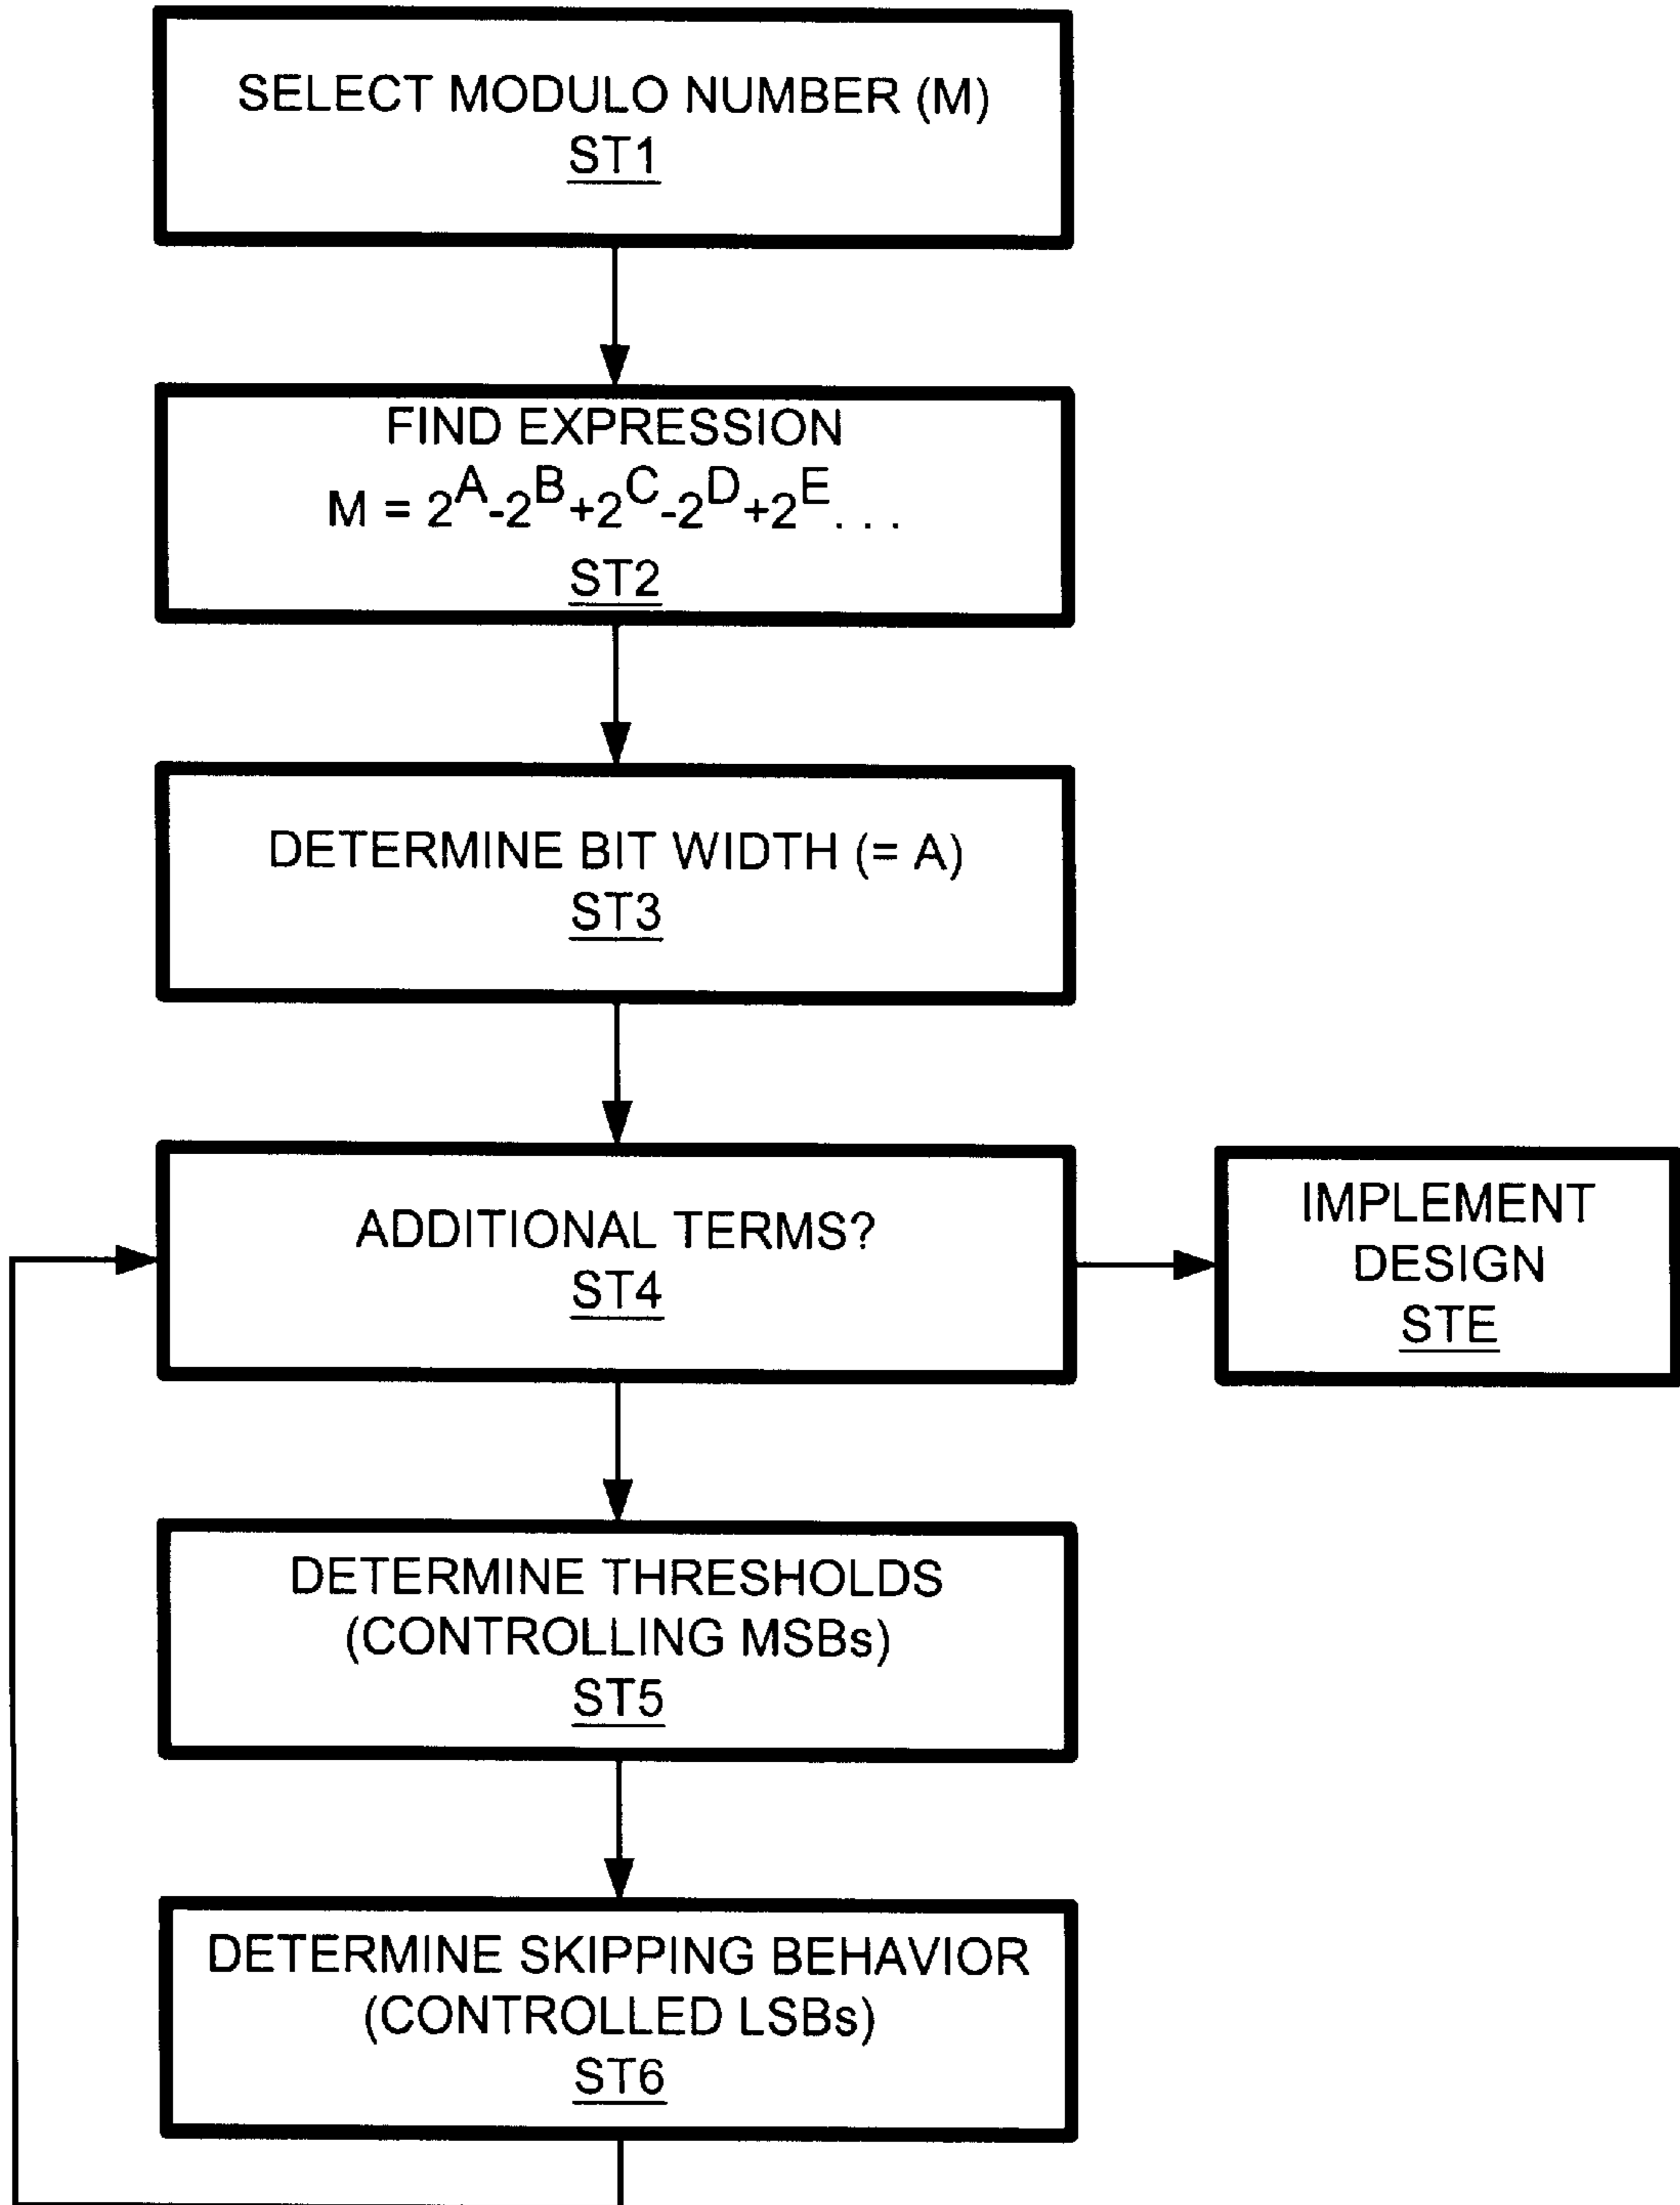 SELECT MODULO NUMBER (M)
ST1
FIND EXPRESSION
M = 2^A-2^B+2^C-2^D+2^E. . .
ST2
DETERMINE BIT WIDTH (= A)
ST3
ADDITIONAL TERMS?
ST4
IMPLEMENT
DESIGN
STE
DETERMINE THRESHOLDS
(CONTROLLING MSBs)
ST5
DETERMINE SKIPPING BEHAVIOR
(CONTROLLED LSBs)
ST6